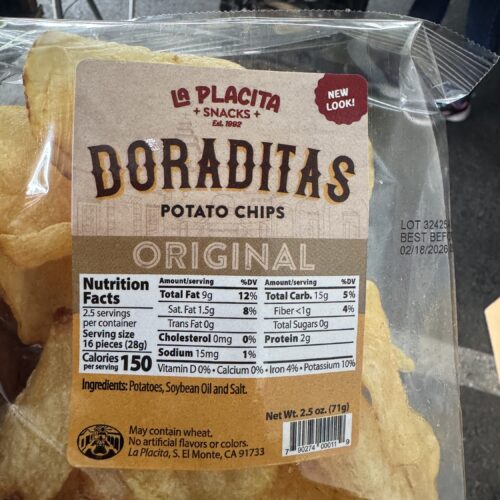 LA PLACITA
• SNACKS •
Est. 1992
NEW
LOOK!
DORADITAS
POTATO CHIPS
ORIGINAL
Nutrition
Facts
2.5 servings
per container
Serving size
16 pieces (28g)
Calories
per serving 150
Amount/serving %DV
Total Fat 9g 12%
Sat. Fat 1.5g 8%
Trans Fat 0g
Cholesterol 0mg 0%
Sodium 15mg 1%
Amount/serving %DV
Total Carb. 15g 5%
Fiber <1g 4%
Total Sugars 0g
Protein 2g
Vitamin D 0% • Calcium 0% • Iron 4% • Potassium 10%
Ingredients: Potatoes, Soybean Oil and Salt.
Net Wt. 2.5 oz. (71g)
May contain wheat.
No artificial flavors or colors.
La Placita, S. El Monte, CA 91733
7 90274 00011 9
LOT
BEST
02/18/2026